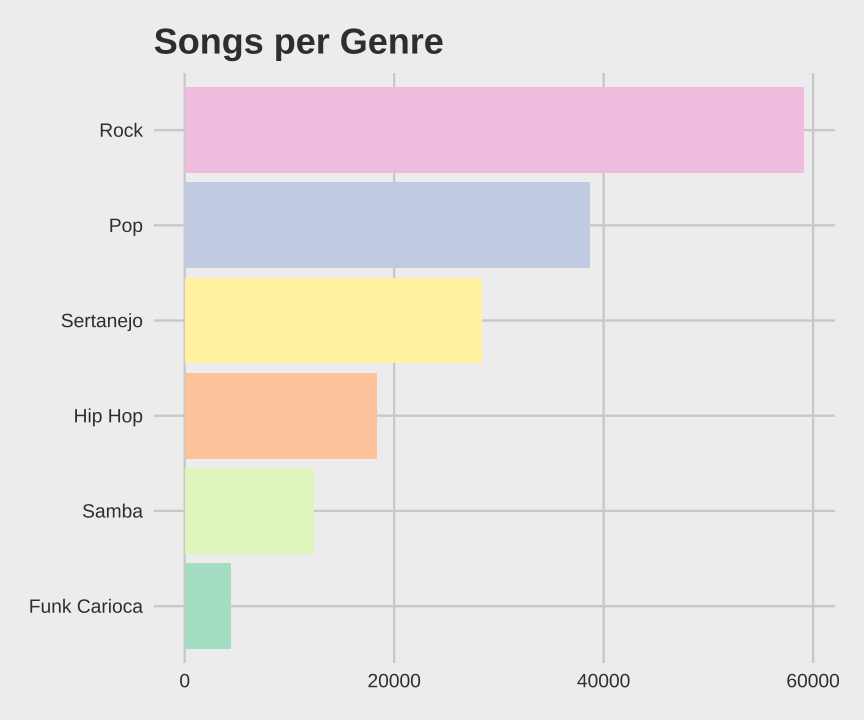 Songs per Genre
Rock
Pop
Sertanejo
Hip Hop
Samba
Funk Carioca
0 20000 40000 60000